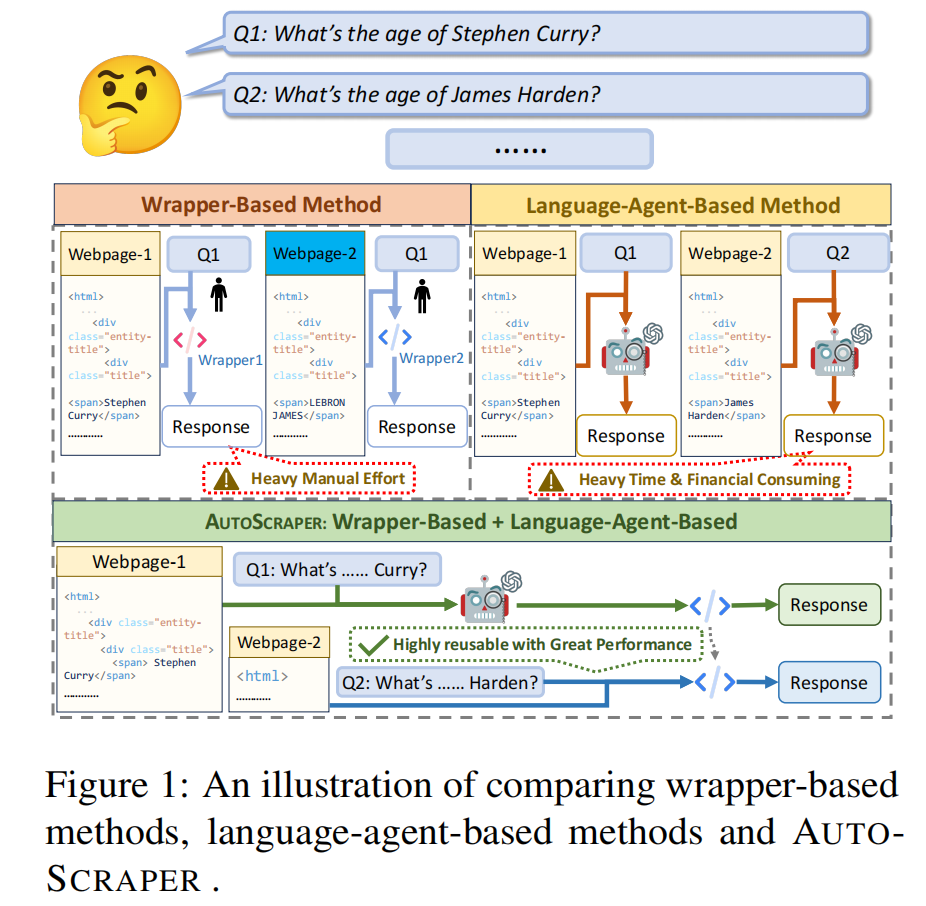 Q1: What's the age of Stephen Curry?
Q2: What's the age of James Harden?
......
Wrapper-Based Method
Webpage-1
Q1
<html>
...
<div
class="entity-
title">
<div
class="title">
<span>Stephen
Curry</span>
............
Wrapper1
Response
Webpage-2
Q1
<html>
...
<div
class="entity-
title">
<div
class="title">
<span>LEBRON
JAMES</span>
............
Wrapper2
Response
Heavy Manual Effort
Language-Agent-Based Method
Webpage-1
Q1
<html>
...
<div
class="entity-
title">
<div
class="title">
<span>Stephen
Curry</span>
............
Response
Webpage-2
Q2
<html>
...
<div
class="entity-
title">
<div
class="title">
<span>James
Harden</span>
............
Response
Heavy Time & Financial Consuming
AUTOSCRAPER: Wrapper-Based + Language-Agent-Based
Webpage-1
<html>
...
<div class="entity-
title">
<div class="title">
<span> Stephen
Curry</span>
............
Q1: What's ...... Curry?
Response
Highly reusable with Great Performance
Webpage-2
<html>
............
Q2: What's ...... Harden?
Response
Figure 1: An illustration of comparing wrapper-based
methods, language-agent-based methods and AUTO-
SCRAPER .